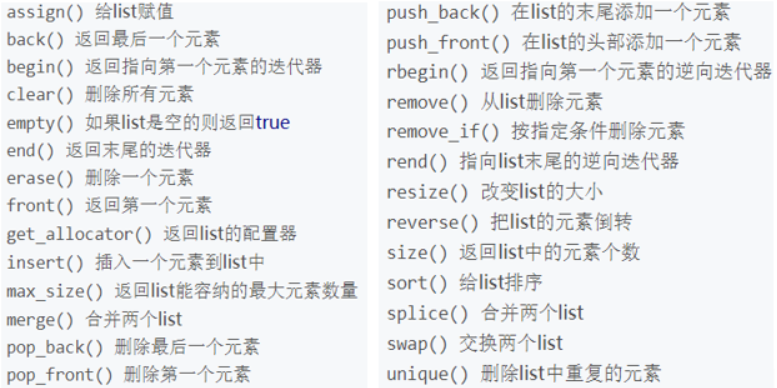 assign() 给list赋值
back() 返回最后一个元素
begin() 返回指向第一个元素的迭代器
clear() 删除所有元素
empty() 如果list是空的则返回true
end() 返回末尾的迭代器
erase() 删除一个元素
front() 返回第一个元素
get_allocator() 返回list的配置器
insert() 插入一个元素到list中
max_size() 返回list能容纳的最大元素数量
merge() 合并两个list
pop_back() 删除最后一个元素
pop_front() 删除第一个元素
push_back() 在list的末尾添加一个元素
push_front() 在list的头部添加一个元素
rbegin() 返回指向第一个元素的逆向迭代器
remove() 从list删除元素
remove_if() 按指定条件删除元素
rend() 指向list末尾的逆向迭代器
resize() 改变list的大小
reverse() 把list的元素倒转
size() 返回list中的元素个数
sort() 给list排序
splice() 合并两个list
swap() 交换两个list
unique() 删除list中重复的元素